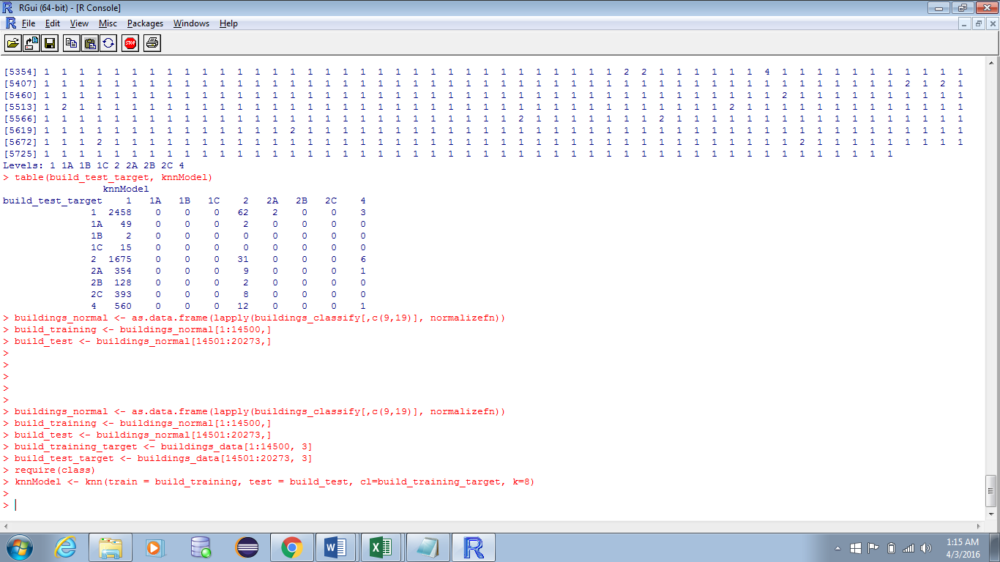 RGui (64-bit) - [R Console]
File Edit View Misc Packages Windows Help
STOP
[5354] 1 1 1 1 1 1 1 1 1 1 1 1 1 1 1 1 1 1 1 1 1 1 1 1 1 1 1 1 1 1 1 1 1 2 2 1 1 1 1 1 1 4 1 1 1 1 1 1 1 1 1 1 1
[5407] 1 1 1 1 1 1 1 1 1 1 1 1 1 1 1 1 1 1 1 1 1 1 1 1 1 1 1 1 1 1 1 1 1 1 1 1 1 1 1 1 1 1 1 1 1 1 1 1 1 2 1 2 1
[5460] 1 1 1 1 1 1 1 1 1 1 1 1 1 1 1 1 1 1 1 1 1 1 1 1 1 1 1 1 1 1 1 1 1 1 1 1 1 1 1 1 1 1 2 1 1 1 1 1 1 1 1 1 1
[5513] 1 2 1 1 1 1 1 1 1 1 1 1 1 1 1 1 1 1 1 1 1 1 1 1 1 1 1 1 1 1 1 1 1 1 1 1 1 1 1 2 1 1 1 1 1 1 1 1 1 1 1 1 1
[5566] 1 1 1 1 1 1 1 1 1 1 1 1 1 1 1 1 1 1 1 1 1 1 1 1 1 1 1 2 1 1 1 1 1 1 1 2 1 1 1 1 1 1 1 1 1 1 1 1 1 1 1 1 1
[5619] 1 1 1 1 1 1 1 1 1 1 1 1 1 1 2 1 1 1 1 1 1 1 1 1 1 1 1 1 1 1 1 1 1 1 1 1 1 1 1 1 1 1 1 1 1 1 1 1 1 1 1 1 1
[5672] 1 1 1 2 1 1 1 1 1 1 1 1 1 1 1 1 1 1 1 1 1 1 1 1 1 1 1 1 1 1 1 1 1 1 1 1 1 1 1 1 1 1 1 2 1 1 1 1 1 1 1 1 1
[5725] 1 1 1 1 1 1 1 1 1 1 1 1 1 1 1 1 1 1 1 1 1 1 1 1 1 1 1 1 1 1 1 1 1 1 1 1 1 1 1 1 1 1 1 1 1 1 1 1 1
Levels: 1 1A 1B 1C 2 2A 2B 2C 4
> table(build_test_target, knnModel)
knnModel
build_test_target 1 1A 1B 1C 2 2A 2B 2C 4
1 2458 0 0 0 62 2 0 0 3
1A 49 0 0 0 2 0 0 0 0
1B 2 0 0 0 0 0 0 0 0
1C 15 0 0 0 0 0 0 0 0
2 1675 0 0 0 31 0 0 0 6
2A 354 0 0 0 9 0 0 0 1
2B 128 0 0 0 2 0 0 0 0
2C 393 0 0 0 8 0 0 0 0
4 560 0 0 0 12 0 0 0 1
> buildings_normal <- as.data.frame(lapply(buildings_classify[,c(9,19)], normalizefn))
> build_training <- buildings_normal[1:14500,]
> build_test <- buildings_normal[14501:20273,]
>
>
>
>
>
> buildings_normal <- as.data.frame(lapply(buildings_classify[,c(9,19)], normalizefn))
> build_training <- buildings_normal[1:14500,]
> build_test <- buildings_normal[14501:20273,]
> build_training_target <- buildings_data[1:14500, 3]
> build_test_target <- buildings_data[14501:20273, 3]
> require(class)
> knnModel <- knn(train = build_training, test = build_test, cl=build_training_target, k=8)
>
>
1:15 AM
4/3/2016